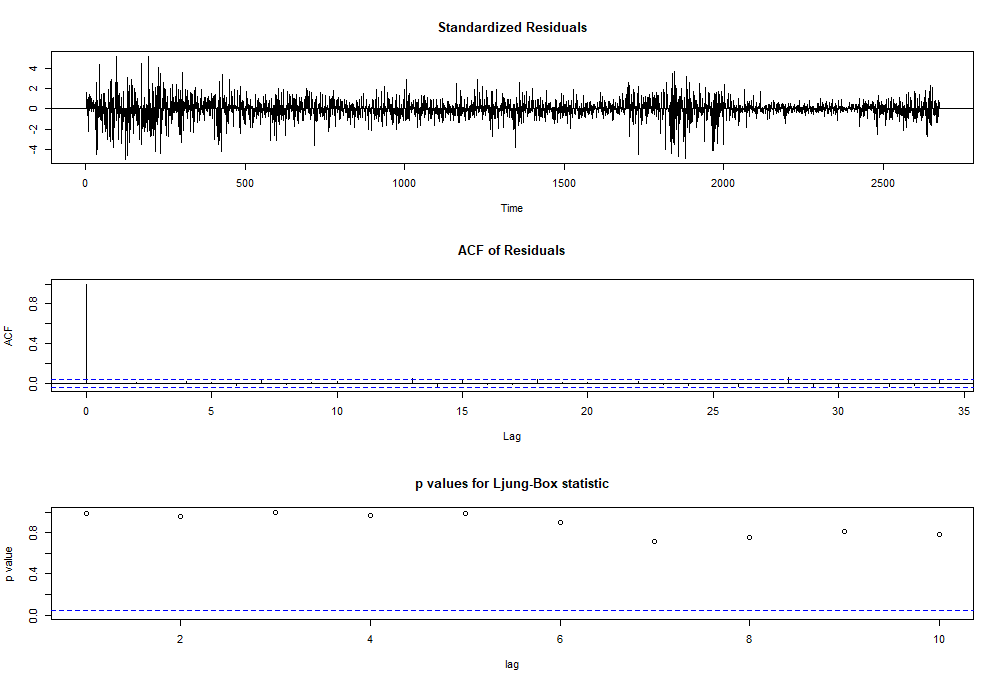 Standardized Residuals
4
2
0
-2
-4
0 500 1000 1500 2000 2500
Time
ACF of Residuals
ACF
0.8
0.4
0.0
0 5 10 15 20 25 30 35
Lag
p values for Ljung-Box statistic
p value
0.8
0.4
0.0
2 4 6 8 10
lag